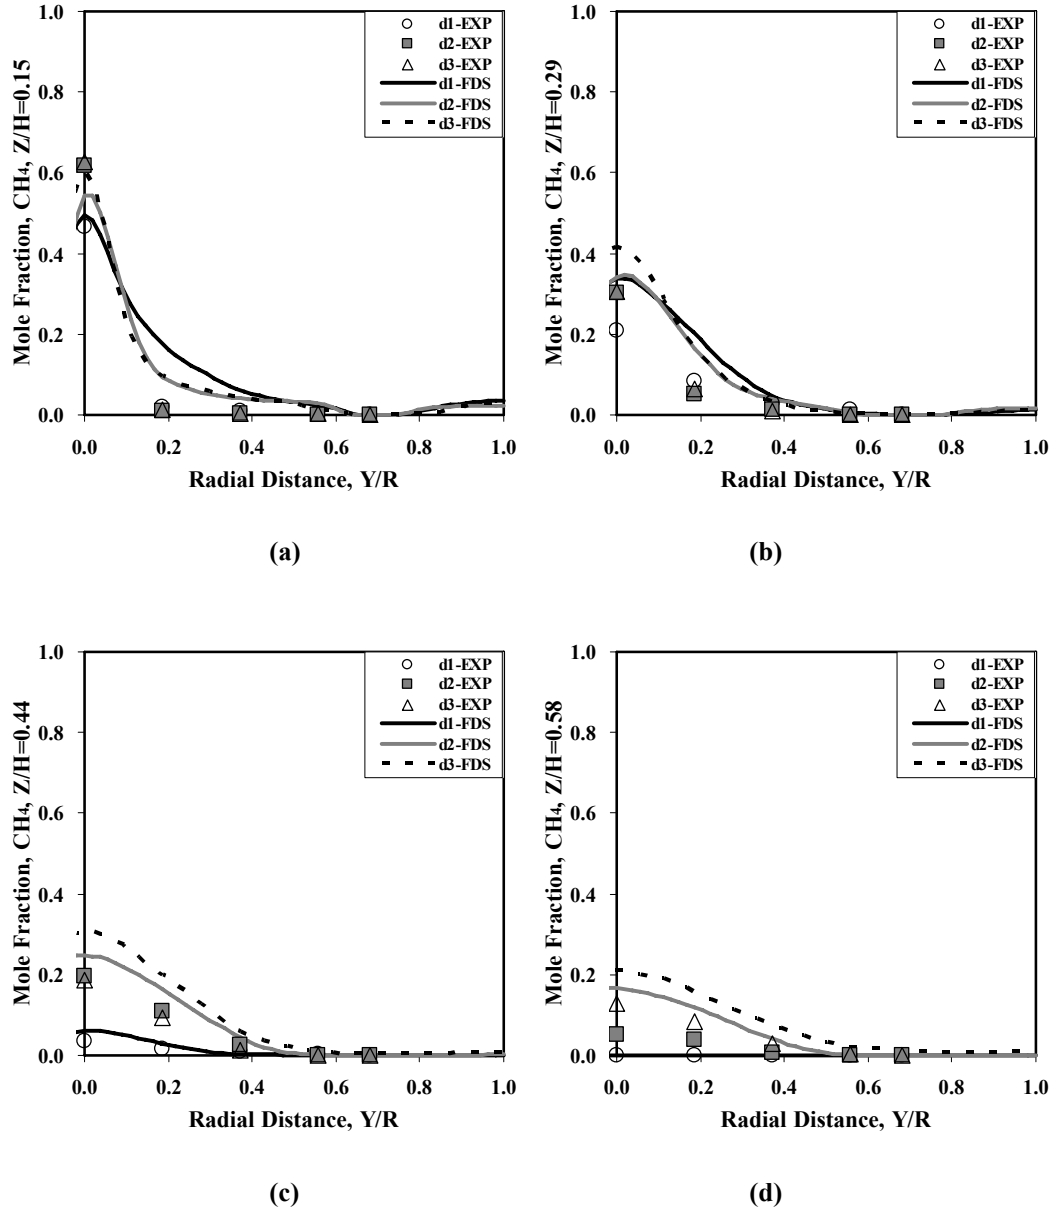 Mole Fraction, CH4, Z/H=0.15
1.0
0.8
0.6
0.4
0.2
0.0
d1-EXP
d2-EXP
d3-EXP
d1-FDS
d2-FDS
d3-FDS
0.0 0.2 0.4 0.6 0.8 1.0
Radial Distance, Y/R
(a)
Mole Fraction, CH4, Z/H=0.29
1.0
0.8
0.6
0.4
0.2
0.0
d1-EXP
d2-EXP
d3-EXP
d1-FDS
d2-FDS
d3-FDS
0.0 0.2 0.4 0.6 0.8 1.0
Radial Distance, Y/R
(b)
Mole Fraction, CH4, Z/H=0.44
1.0
0.8
0.6
0.4
0.2
0.0
d1-EXP
d2-EXP
d3-EXP
d1-FDS
d2-FDS
d3-FDS
0.0 0.2 0.4 0.6 0.8 1.0
Radial Distance, Y/R
(c)
Mole Fraction, CH4, Z/H=0.58
1.0
0.8
0.6
0.4
0.2
0.0
d1-EXP
d2-EXP
d3-EXP
d1-FDS
d2-FDS
d3-FDS
0.0 0.2 0.4 0.6 0.8 1.0
Radial Distance, Y/R
(d)